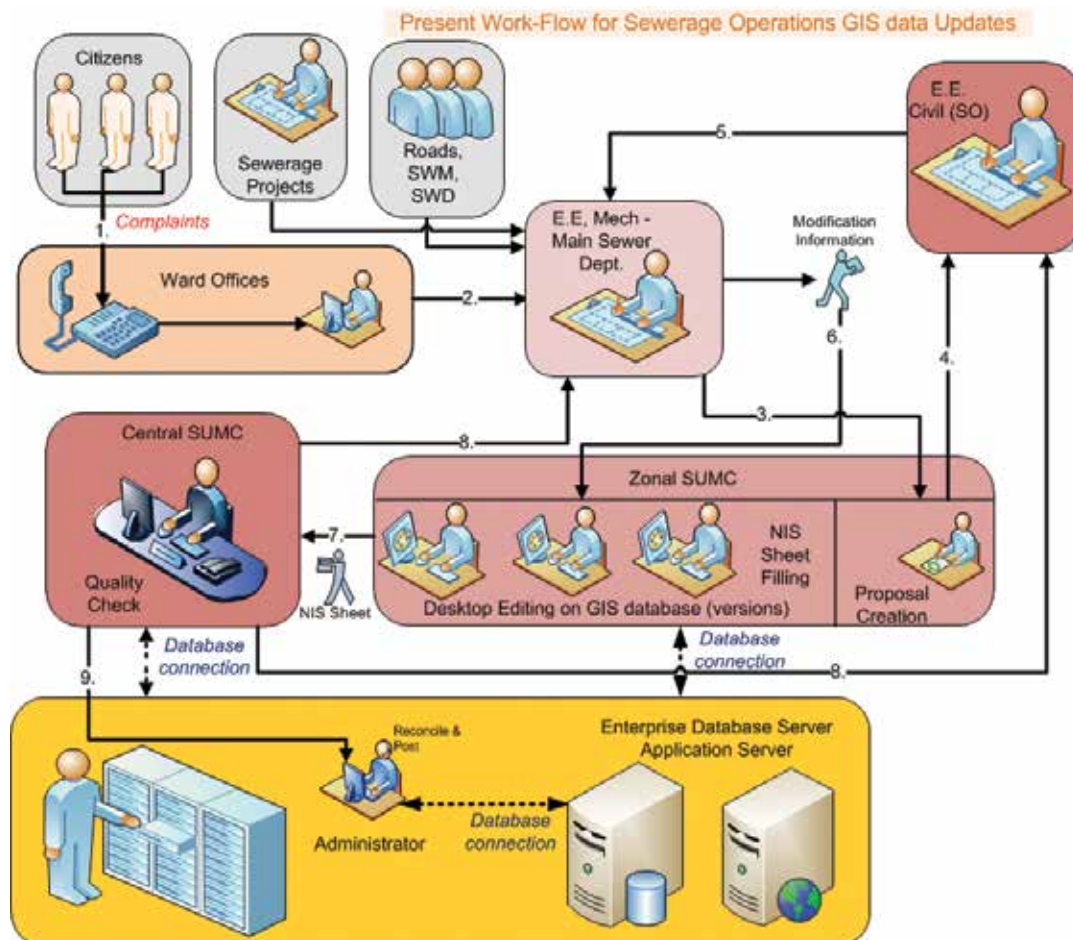 Present Work-Flow for Sewerage Operations GIS data Updates
Citizens
Sewerage
Projects
Roads,
SWM,
SWD
E.E.
Civil (SO)
5.
1.
Complaints
E.E, Mech -
Main Sewer
Dept.
Modification
Information
Ward Offices
2.
6.
4.
3.
Central SUMC
8.
Zonal SUMC
7.
NIS
Sheet
Filling
Quality
Check
NIS Sheet
Desktop Editing on GIS database (versions)
Proposal
Creation
Database
connection
Database
connection
8.
9.
Reconcile &
Post
Enterprise Database Server
Application Server
Administrator
Database
connection